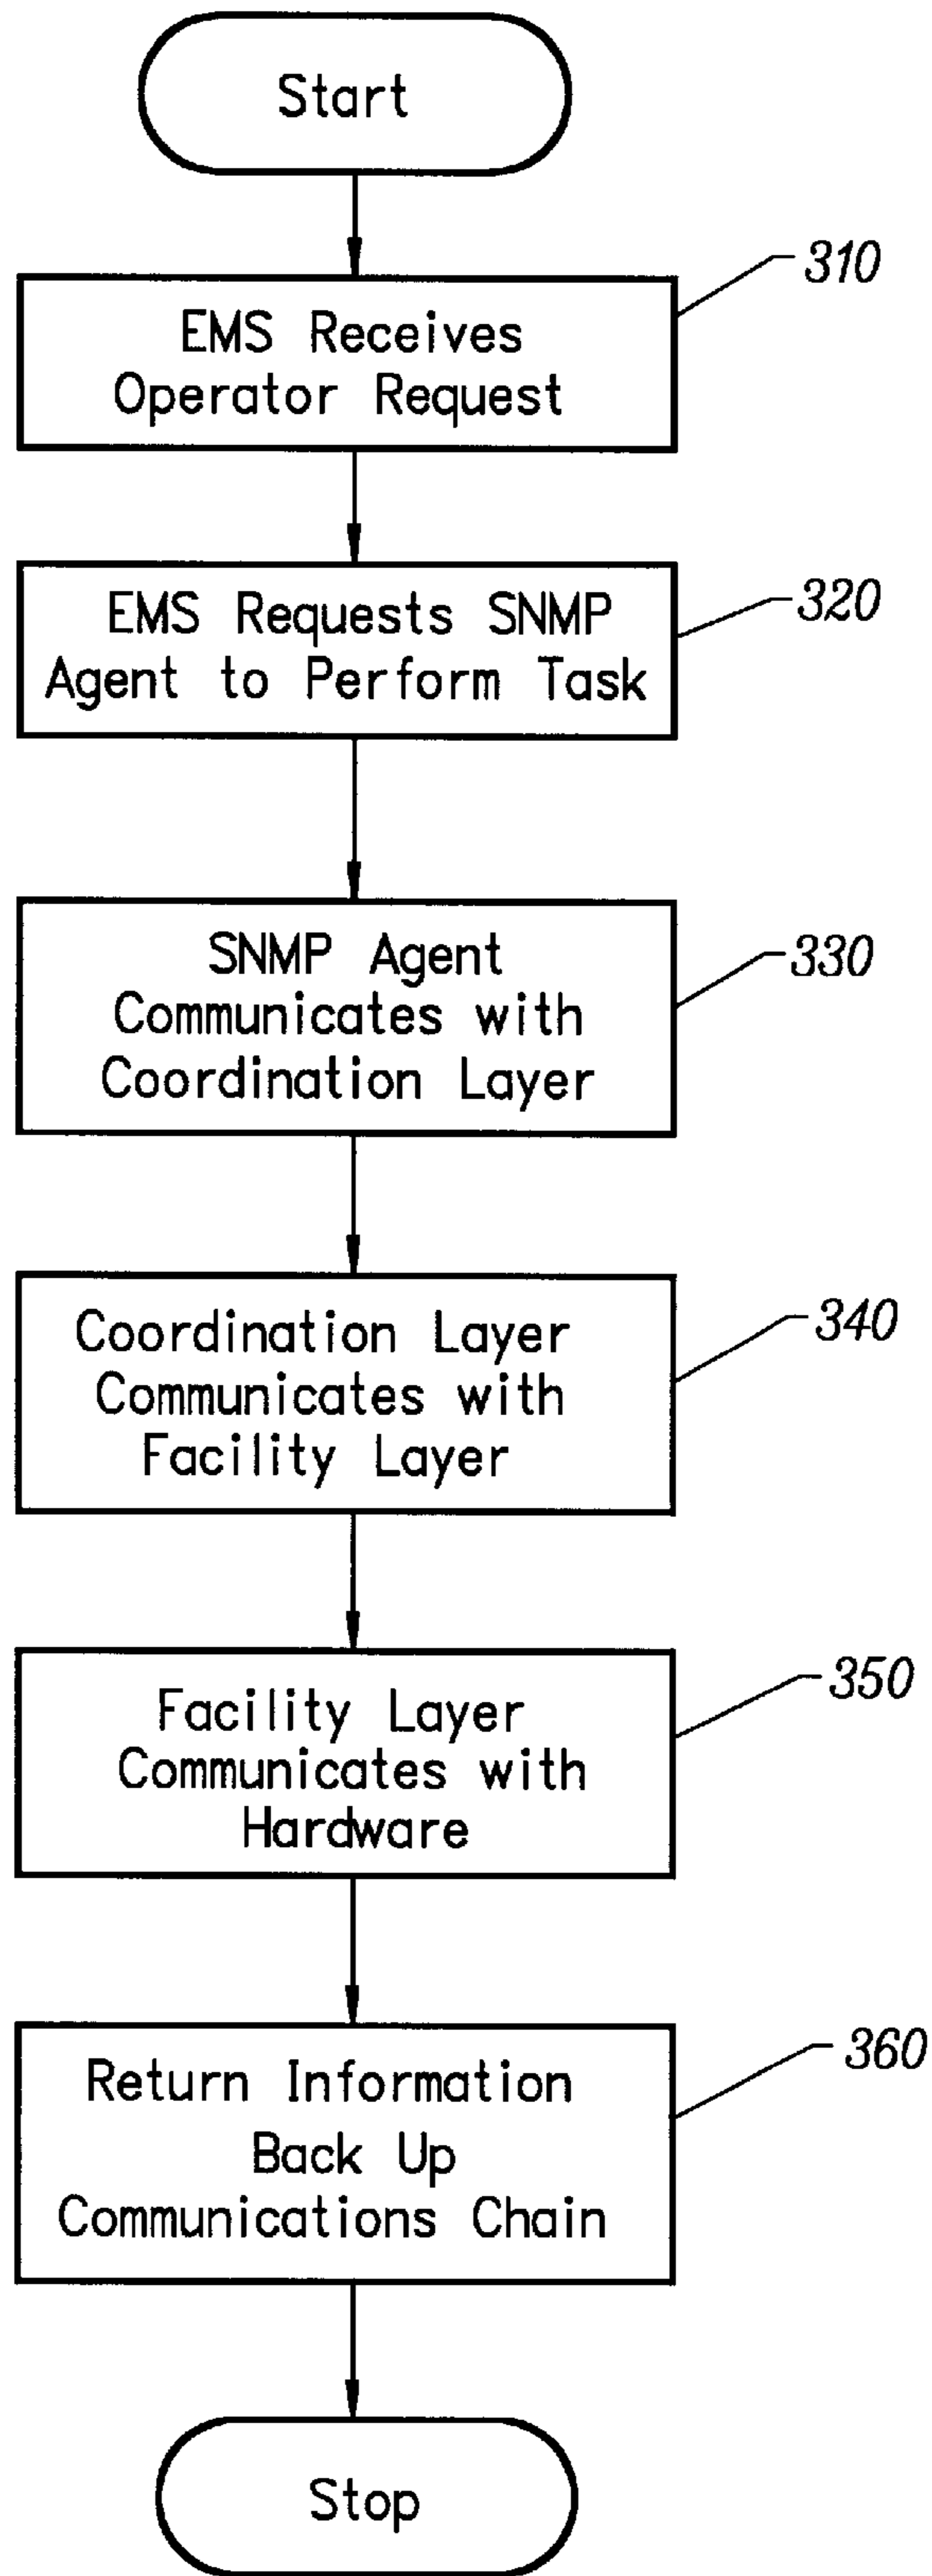 Start
310
EMS Receives
Operator Request
320
EMS Requests SNMP
Agent to Perform Task
330
SNMP Agent
Communicates with
Coordination Layer
340
Coordination Layer
Communicates with
Facility Layer
350
Facility Layer
Communicates with
Hardware
360
Return Information
Back Up
Communications Chain
Stop